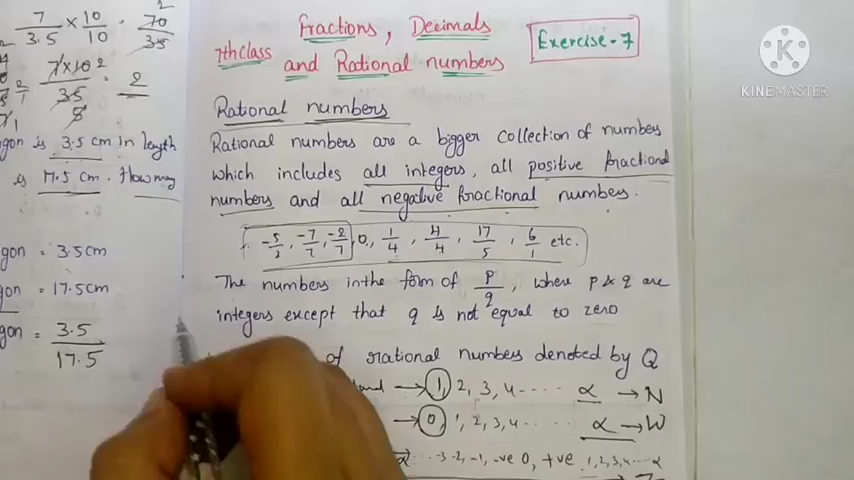 7/3.5 × 10/10 = 70/35
7×10/35 = 2
gon is 3.5 cm in length
is 17.5 cm. How many
gon = 3.5cm
gon = 17.5cm
gon = 3.5/17.5
Fractions, Decimals
7th class and Rational numbers
Exercise-7
Rational numbers
Rational numbers are a bigger collection of numbers
which includes all integers, all positive fractional
numbers and all negative fractional numbers.
-5/2, -7/7, -2/7, 0, 1/4, 4/4, 17/5, 6/1 etc.
The numbers in the form of p/q, where p & q are
integers except that q is not equal to zero
of rational numbers denoted by Q
→ 1, 2, 3, 4 ..... α → N
→ 0, 1, 2, 3, 4 ..... α → W
α ... -3 -2, -1, -ve 0, +ve 1, 2, 3, 4 ... α
KINEMASTER